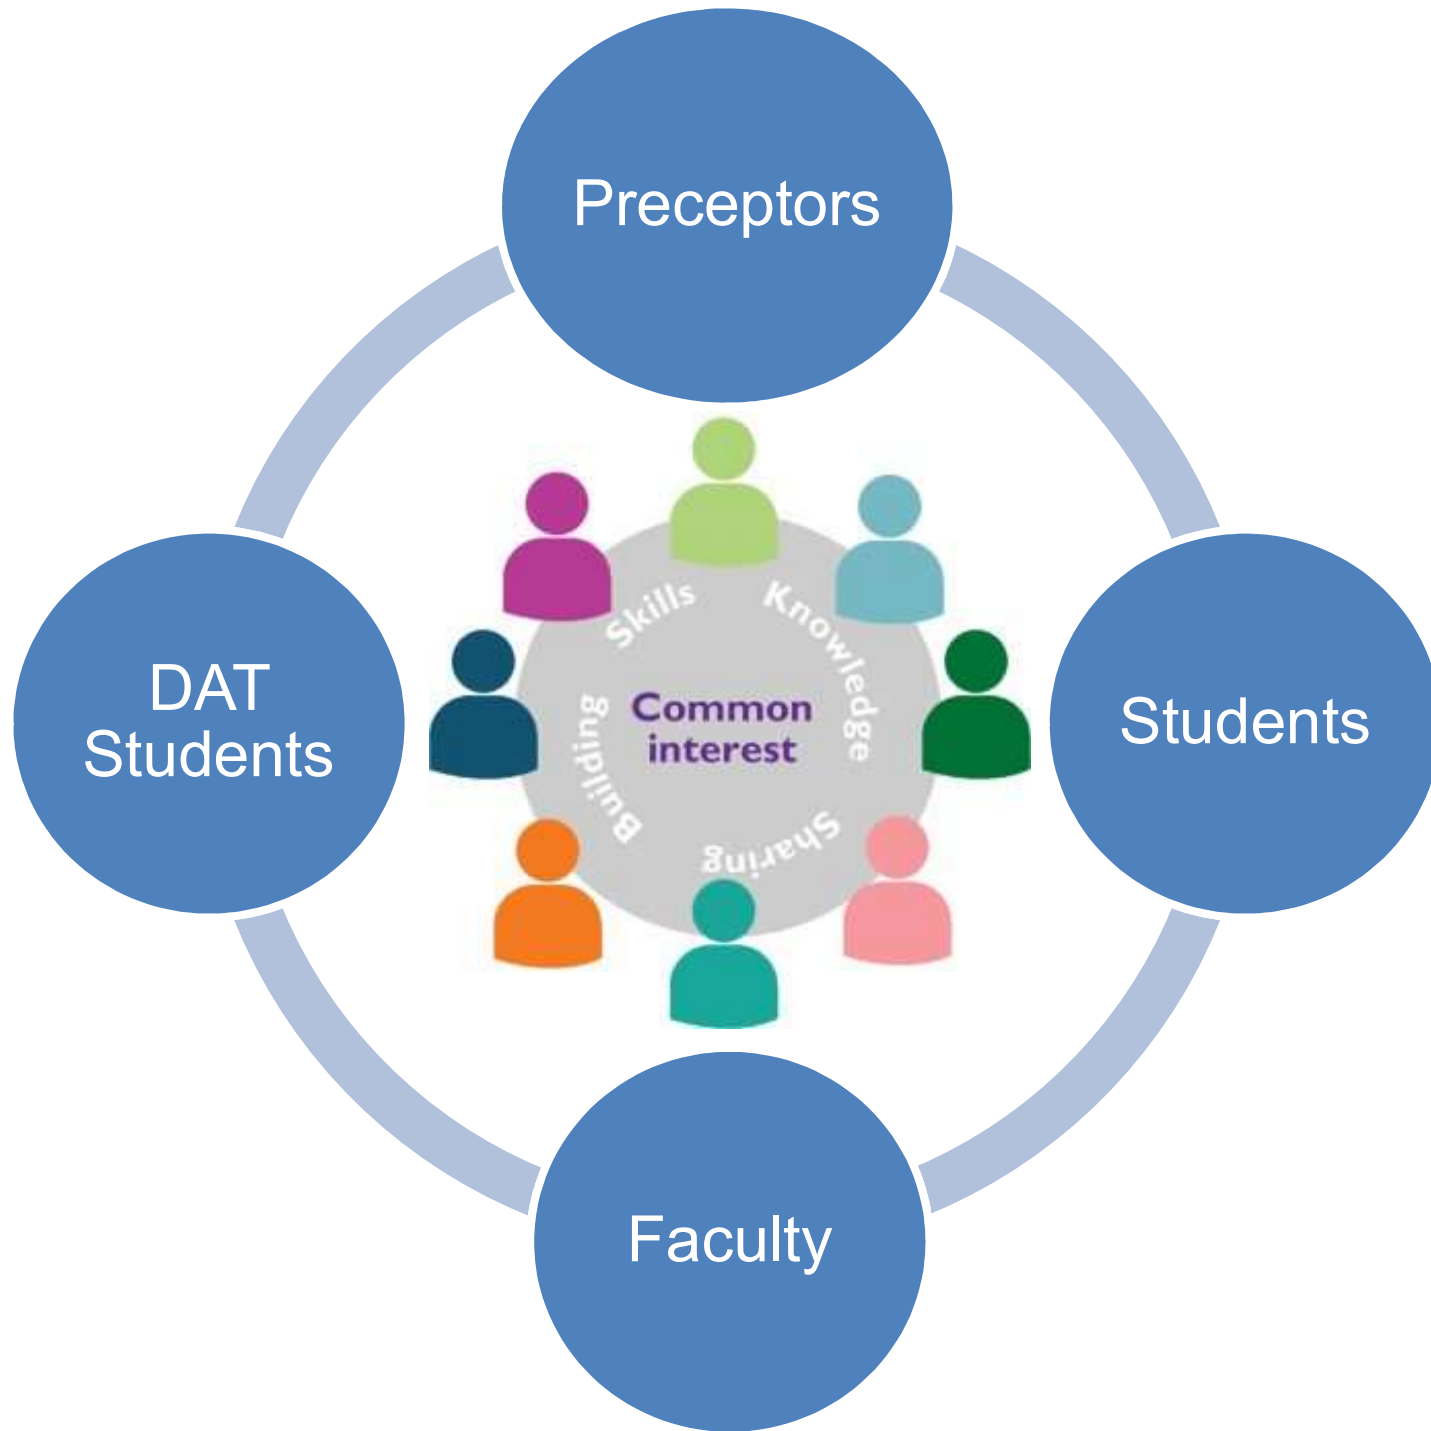 Preceptors
Skills
Knowledge
DAT
Students
Common
interest
Students
Building
Sharing
Faculty